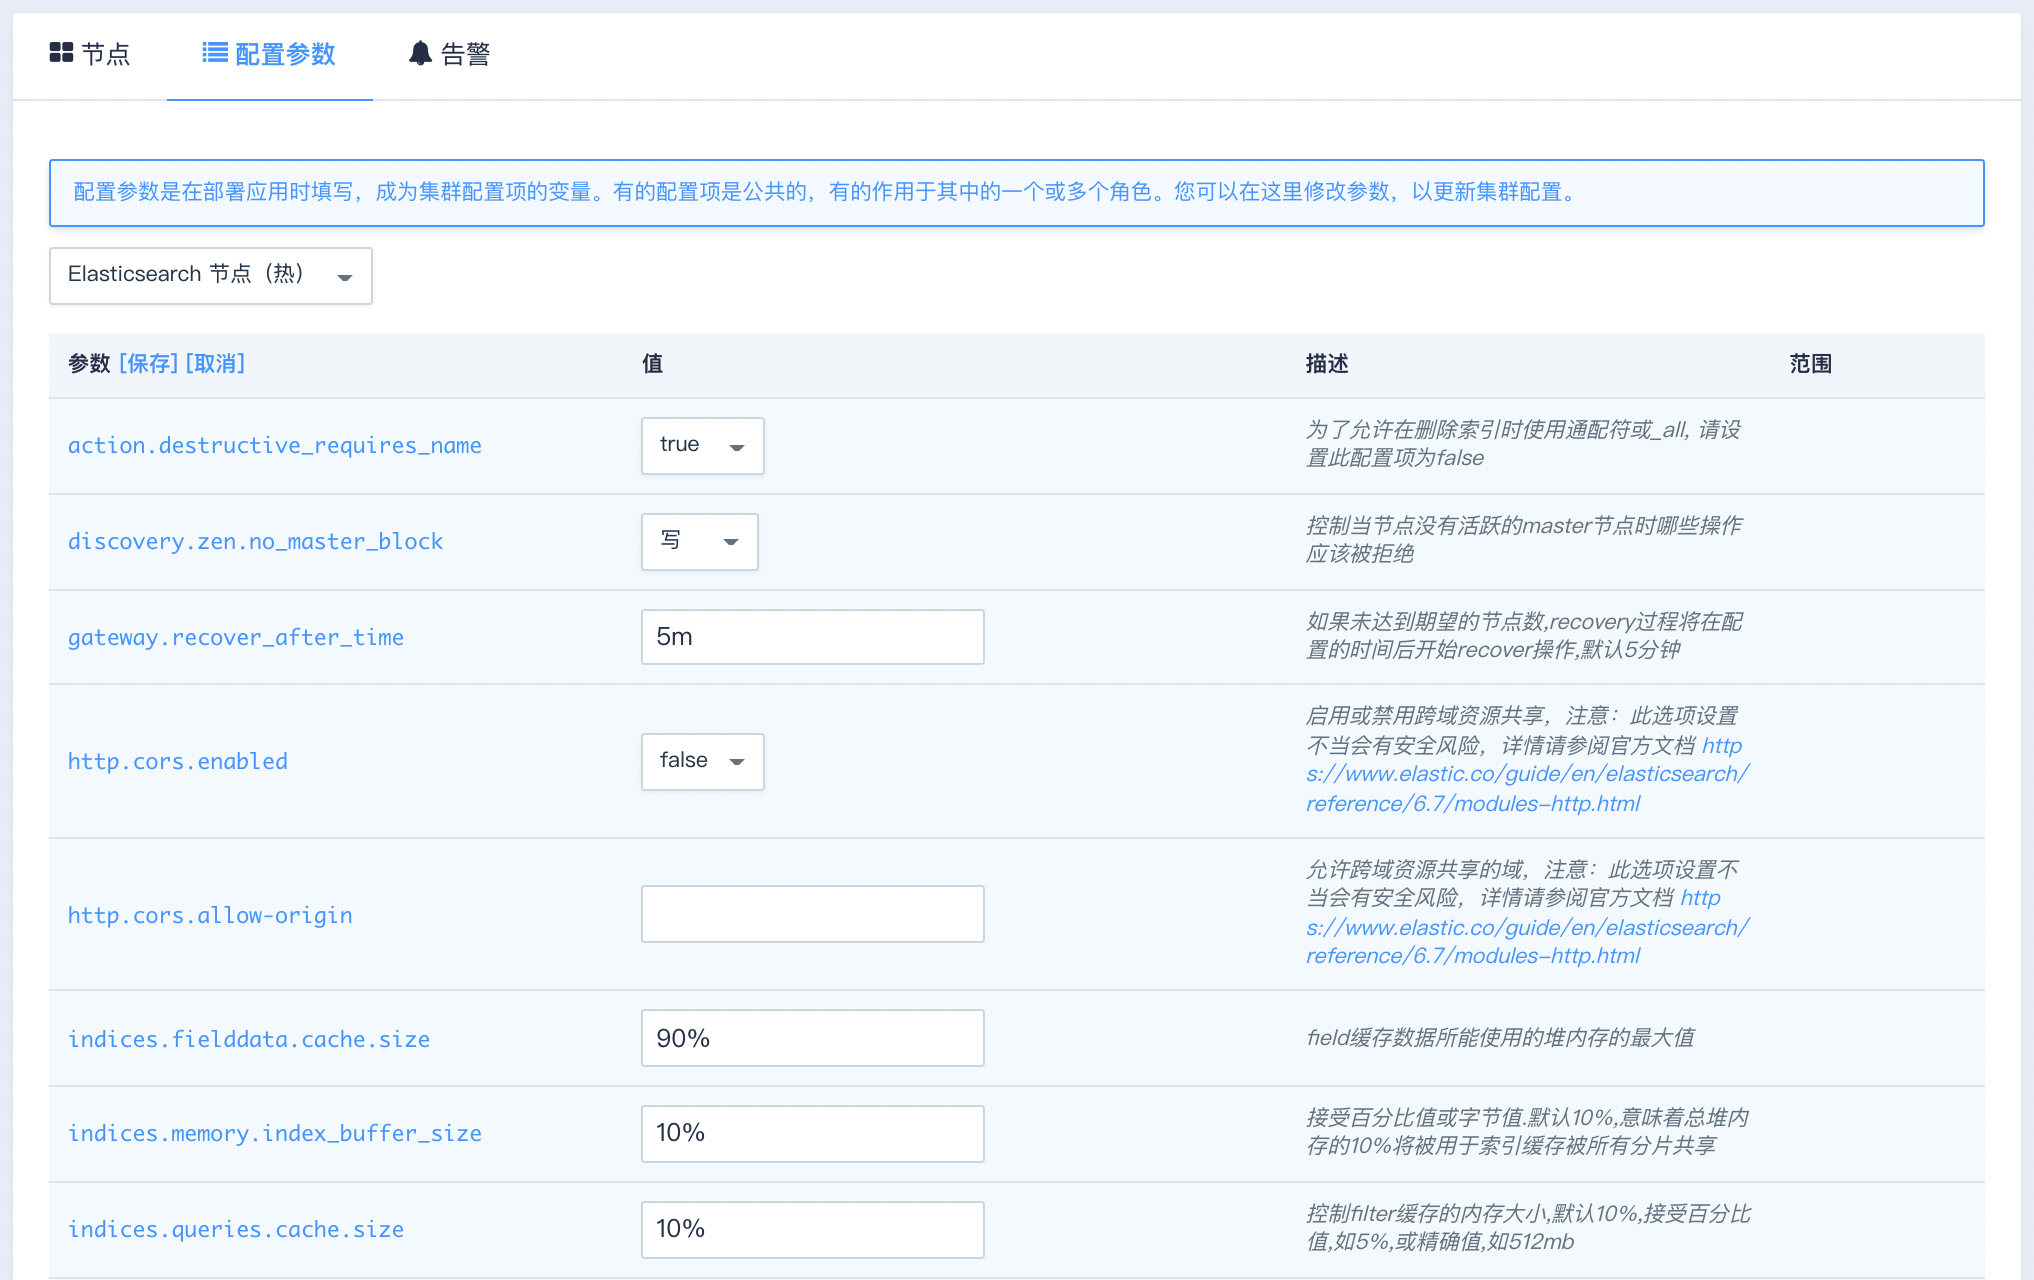 节点
配置参数
告警
配置参数是在部署应用时填写，成为集群配置项的变量。有的配置项是公共的，有的作用于其中的一个或多个角色。您可以在这里修改参数，以更新集群配置。
Elasticsearch 节点（热）
参数 [保存] [取消] 值 描述 范围
action.destructive_requires_name
true
为了允许在删除索引时使用通配符或_all, 请设
置此配置项为false
discovery.zen.no_master_block
写
控制当节点没有活跃的master节点时哪些操作
应该被拒绝
gateway.recover_after_time
5m
如果未达到期望的节点数,recovery过程将在配
置的时间后开始recover操作,默认5分钟
http.cors.enabled
false
启用或禁用跨域资源共享，注意：此选项设置
不当会有安全风险，详情请参阅官方文档 http
s://www.elastic.co/guide/en/elasticsearch/
reference/6.7/modules-http.html
http.cors.allow-origin
允许跨域资源共享的域，注意：此选项设置不
当会有安全风险，详情请参阅官方文档 http
s://www.elastic.co/guide/en/elasticsearch/
reference/6.7/modules-http.html
indices.fielddata.cache.size
90%
field缓存数据所能使用的堆内存的最大值
indices.memory.index_buffer_size
10%
接受百分比值或字节值.默认10%,意味着总堆内
存的10%将被用于索引缓存被所有分片共享
indices.queries.cache.size
10%
控制filter缓存的内存大小,默认10%,接受百分比
值,如5%,或精确值,如512mb